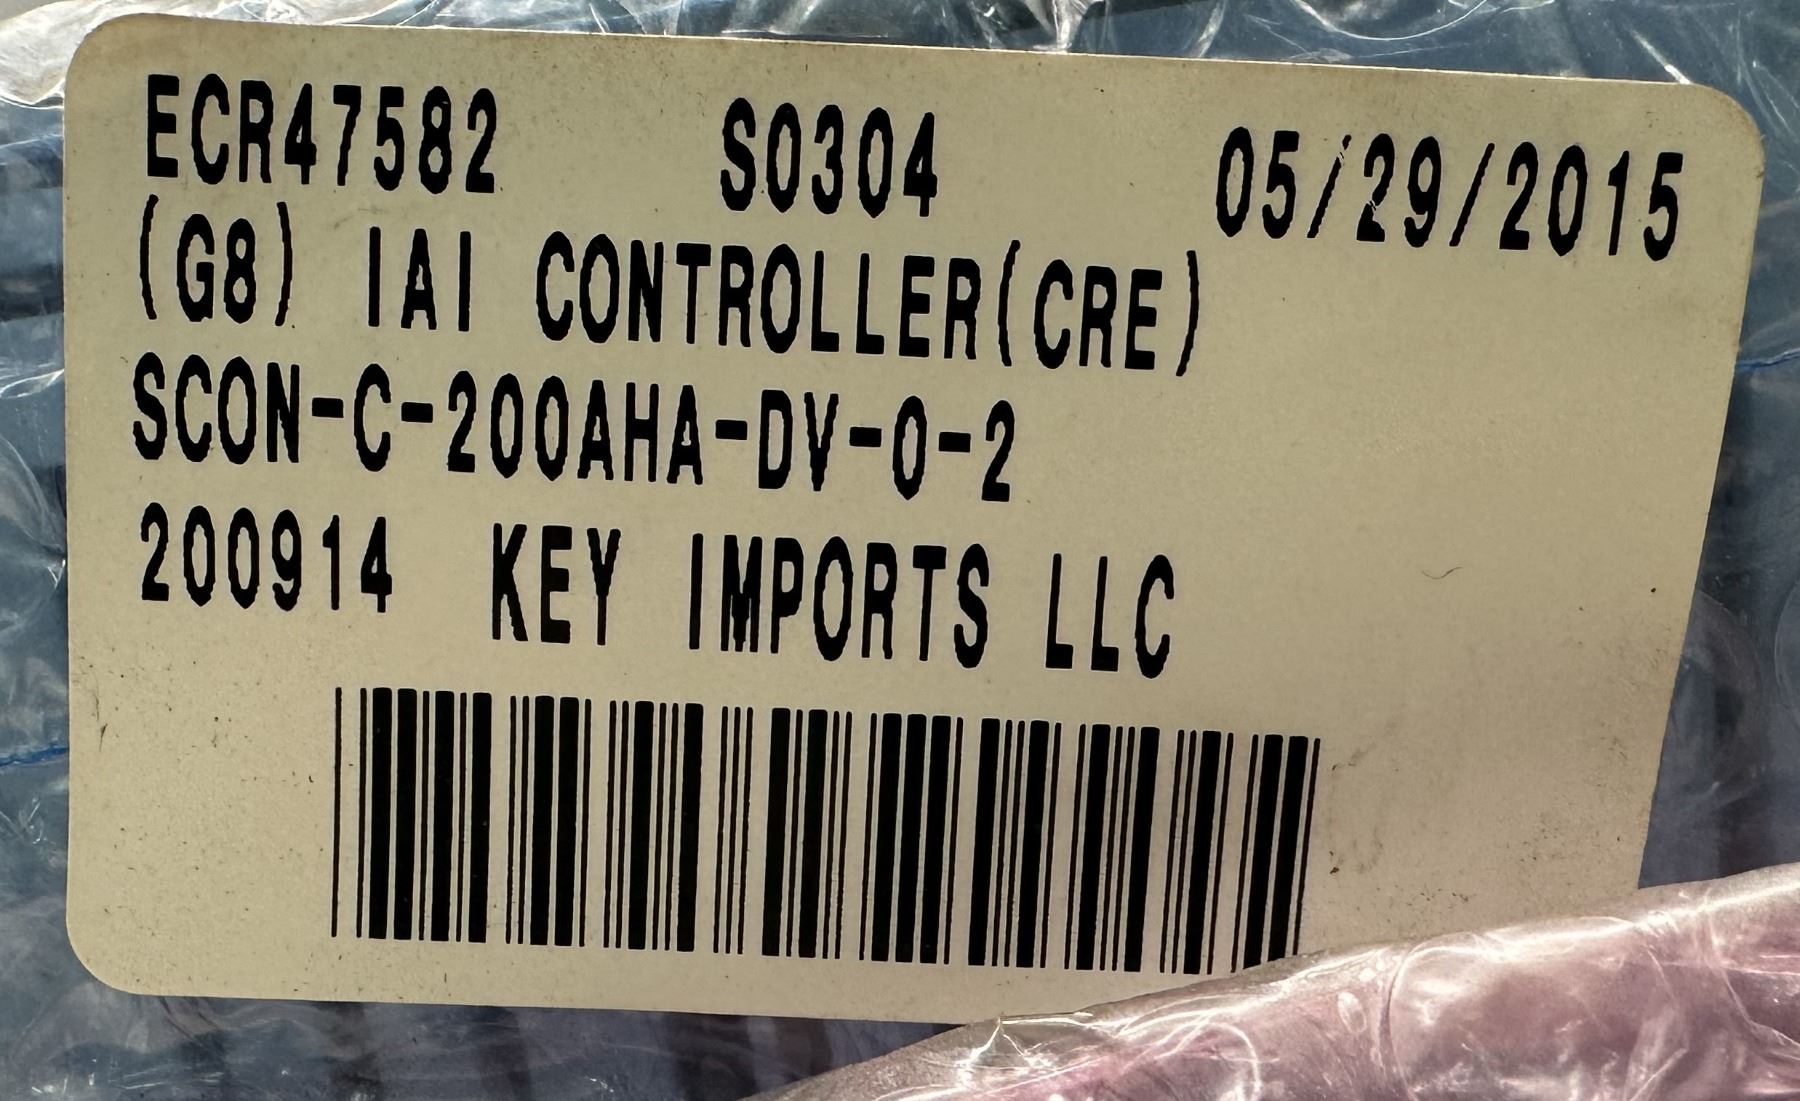 ECR47582 S0304 05/29/2015
(G8) IAI CONTROLLER(CRE)
SCON-C-200AHA-DV-0-2
200914 KEY IMPORTS LLC